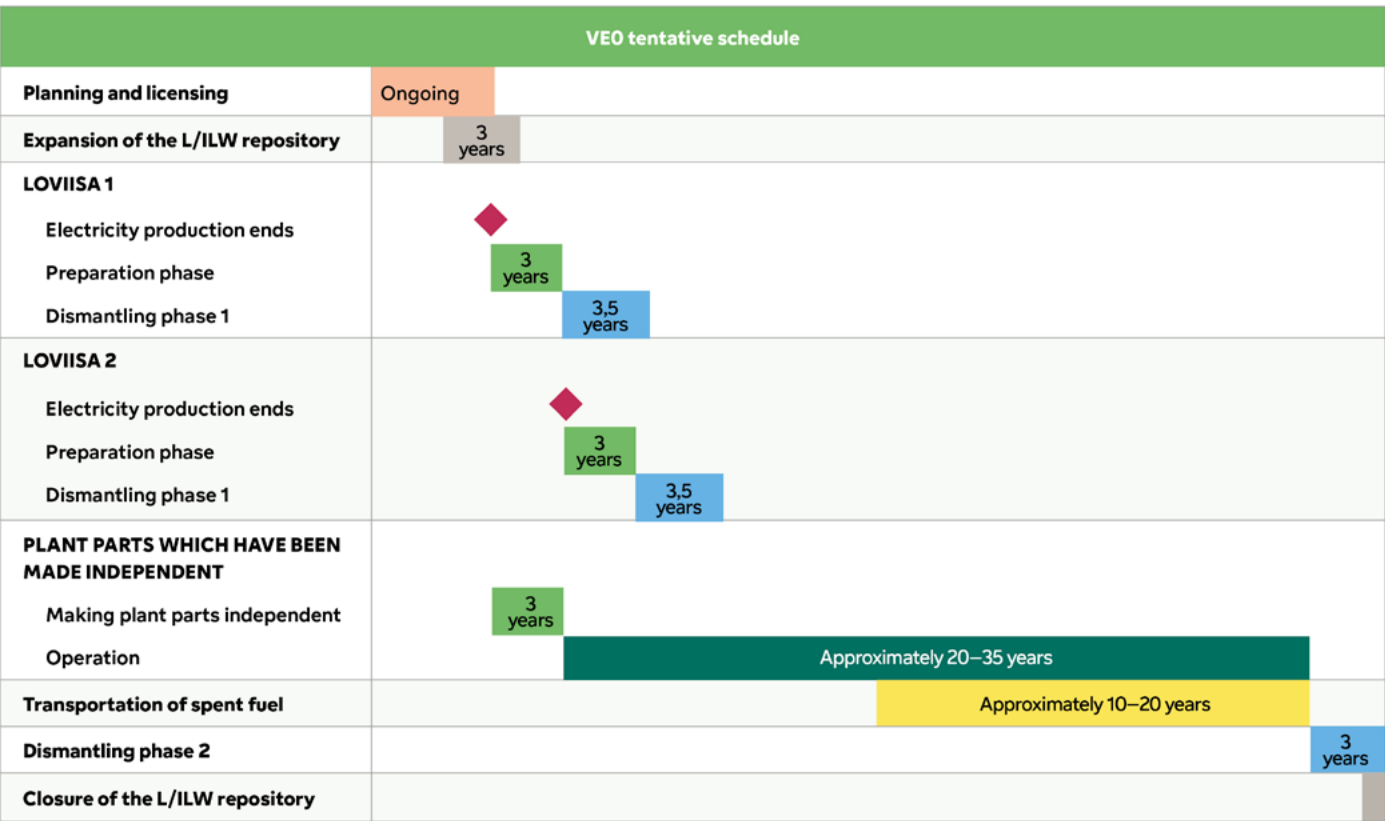 VE0 tentative schedule
Planning and licensing
Ongoing
Expansion of the L/ILW repository
3
years
LOVIISA 1
Electricity production ends
Preparation phase
3
years
Dismantling phase 1
3,5
years
LOVIISA 2
Electricity production ends
Preparation phase
3
years
Dismantling phase 1
3,5
years
PLANT PARTS WHICH HAVE BEEN
MADE INDEPENDENT
Making plant parts independent
3
years
Operation
Approximately 20–35 years
Transportation of spent fuel
Approximately 10–20 years
Dismantling phase 2
3
years
Closure of the L/ILW repository